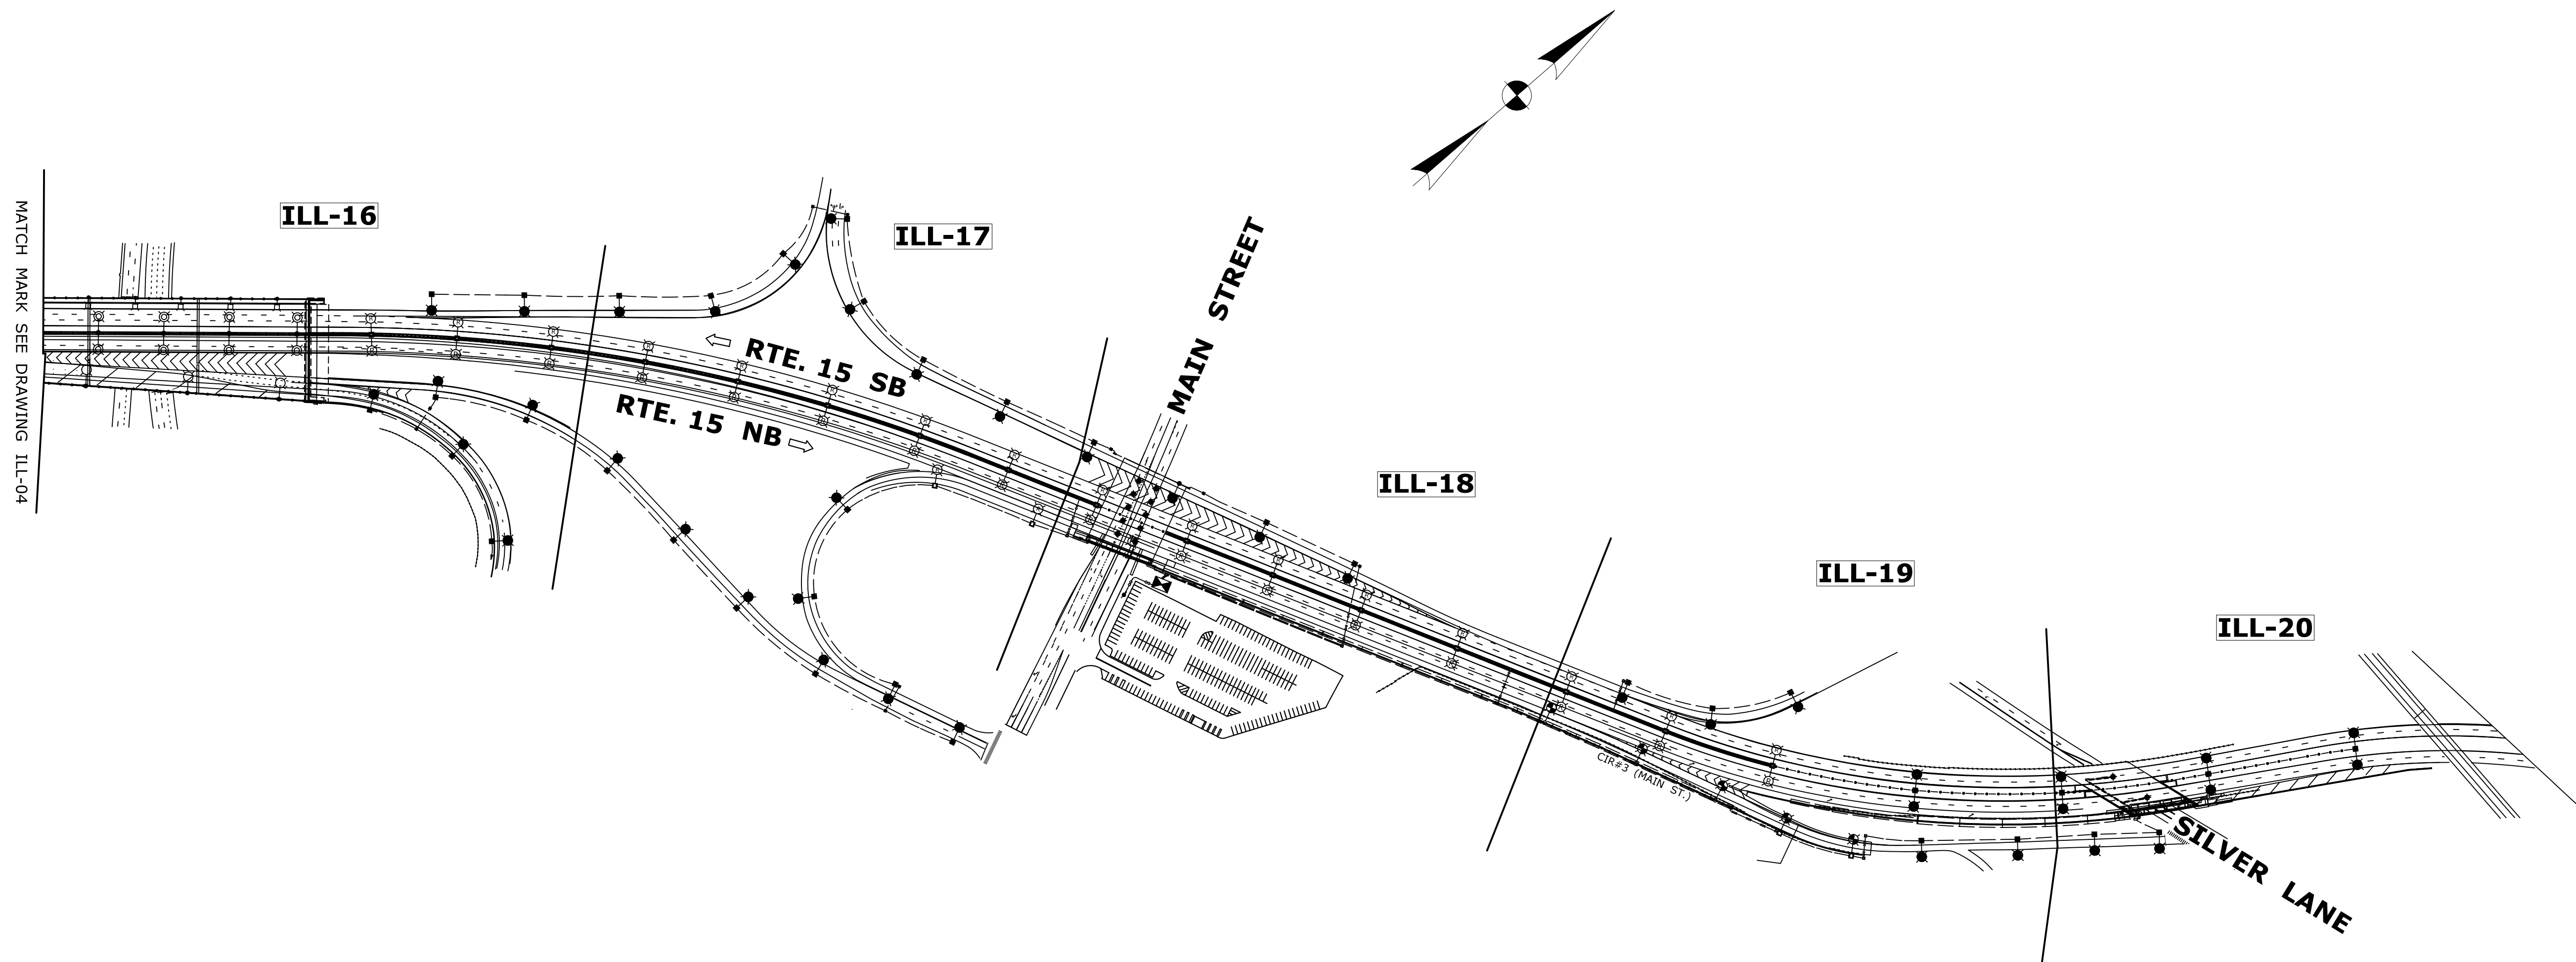 MATCH MARK SEE DRAWING ILL-04
ILL-16
ILL-17
RTE. 15 SB
RTE. 15 NB
MAIN STREET
ILL-18
ILL-19
CIR#3 (MAIN ST.)
ILL-20
SILVER LANE